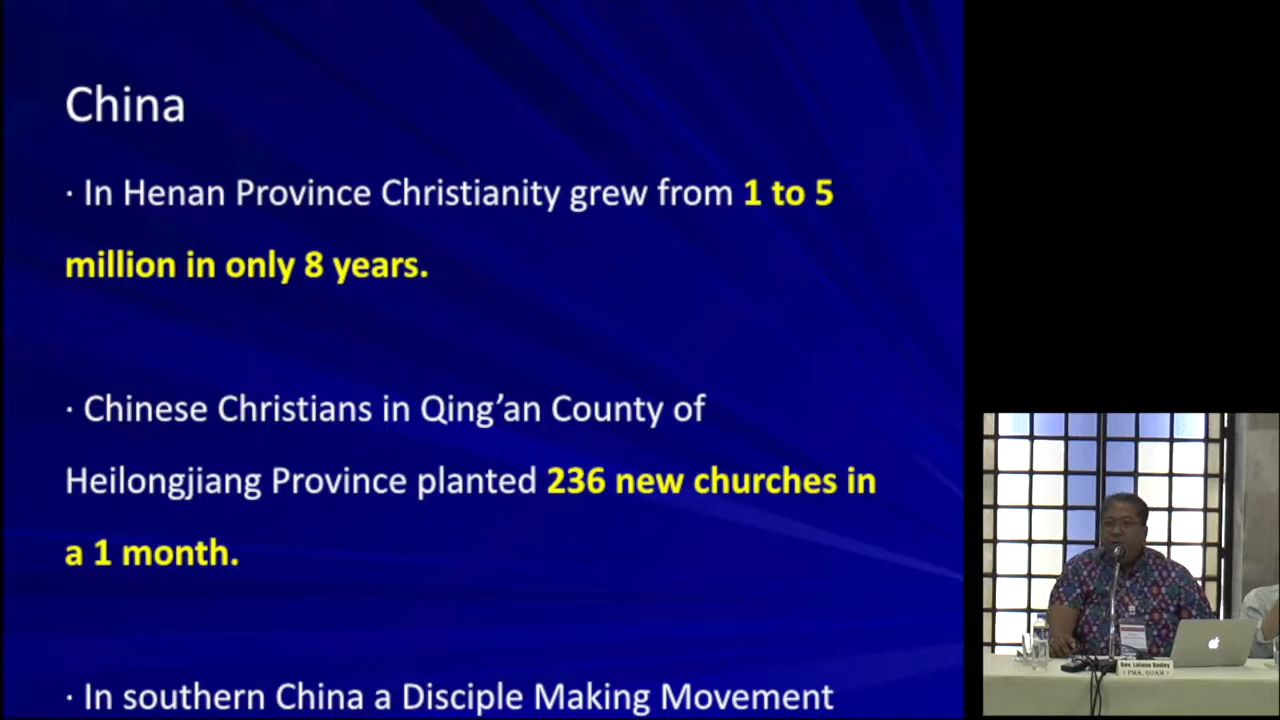 China
· In Henan Province Christianity grew from 1 to 5
million in only 8 years.
· Chinese Christians in Qing’an County of
Heilongjiang Province planted 236 new churches in
a 1 month.
· In southern China a Disciple Making Movement